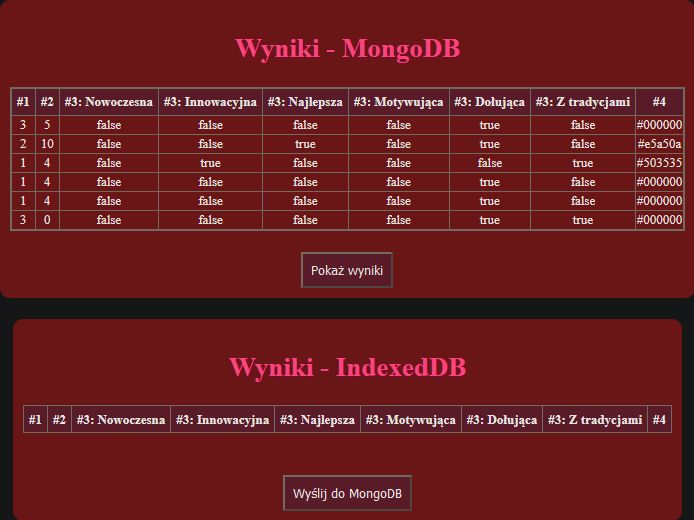 Wyniki - MongoDB
#1 #2 #3: Nowoczesna #3: Innowacyjna #3: Najlepsza #3: Motywująca #3: Dołująca #3: Z tradycjami #4
3 5 false false false false true false #000000
2 10 false false true false true false #e5a50a
1 4 false true false false false true #503535
1 4 false false false false true false #000000
1 4 false false false false true false #000000
3 0 false false false false true true #000000
Pokaż wyniki
Wyniki - IndexedDB
#1 #2 #3: Nowoczesna #3: Innowacyjna #3: Najlepsza #3: Motywująca #3: Dołująca #3: Z tradycjami #4
Wyślij do MongoDB